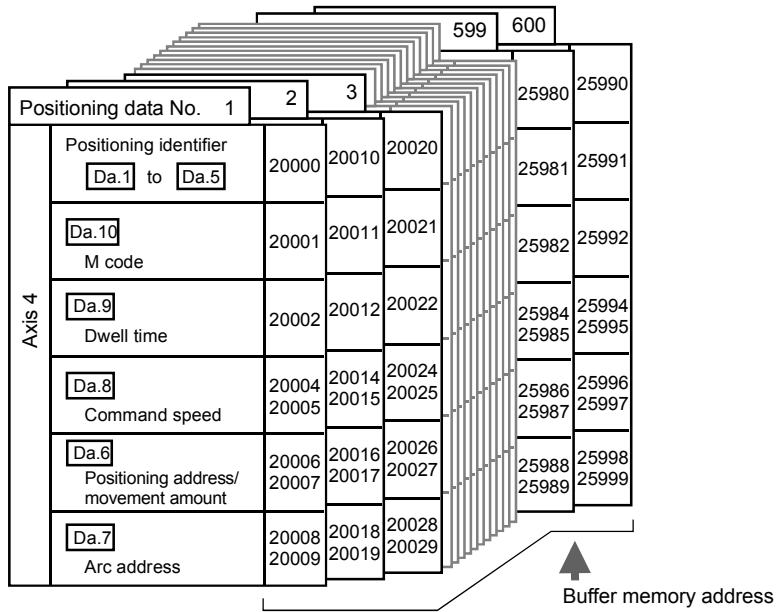 599 600
Positioning data No. 1 2 3
Axis 4
Positioning identifier
Da.1 to Da.5
20000 20010 20020 25980 25990
Da.10
M code
20001 20011 20021 25981 25991
Da.9
Dwell time
20002 20012 20022 25982 25992
Da.8
Command speed
20004 20014 20024 25984 25994
20005 20015 20025 25985 25995
Da.6
Positioning address/
movement amount
20006 20016 20026 25986 25996
20007 20017 20027 25987 25997
Da.7
Arc address
20008 20018 20028 25988 25998
20009 20019 20029 25989 25999
Buffer memory address